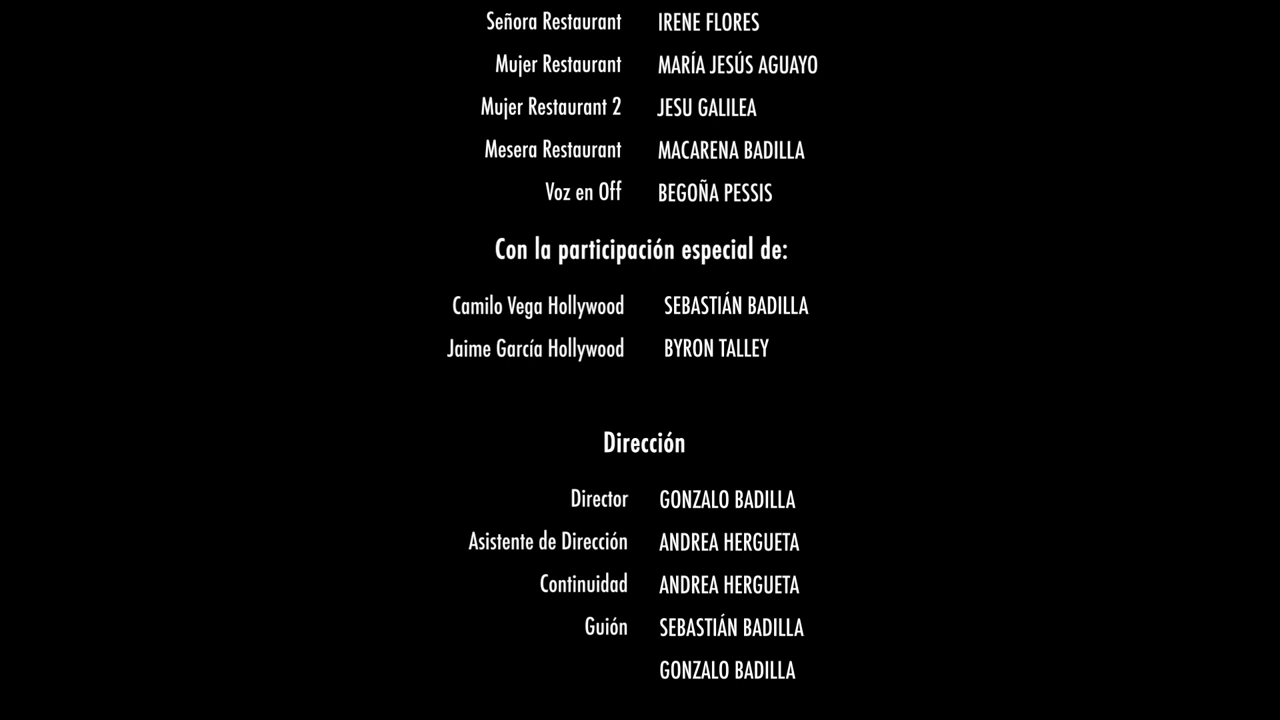 Señora Restaurant IRENE FLORES
Mujer Restaurant MARÍA JESÚS AGUAYO
Mujer Restaurant 2 JESU GALILEA
Mesera Restaurant MACARENA BADILLA
Voz en Off BEGOÑA PESSIS
Con la participación especial de:
Camilo Vega Hollywood SEBASTIÁN BADILLA
Jaime García Hollywood BYRON TALLEY
Dirección
Director GONZALO BADILLA
Asistente de Dirección ANDREA HERGUETA
Continuidad ANDREA HERGUETA
Guión SEBASTIÁN BADILLA
GONZALO BADILLA